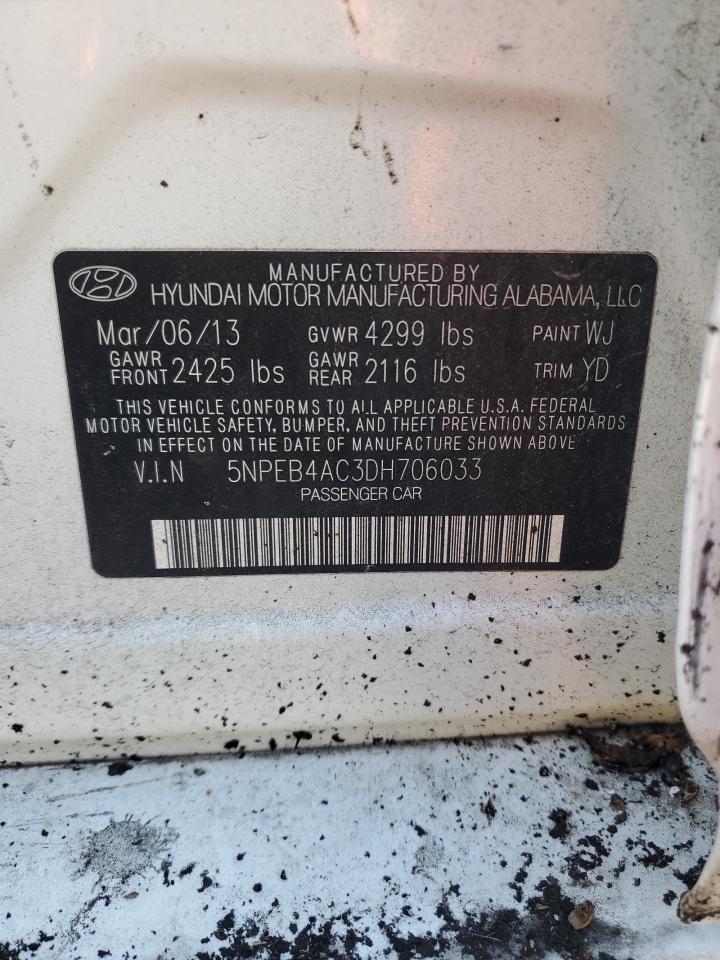 MANUFACTURED BY
HYUNDAI MOTOR MANUFACTURING ALABAMA, LLC
Mar/06/13 GVWR 4299 lbs PAINT WJ
GAWR FRONT 2425 lbs GAWR REAR 2116 lbs TRIM YD
THIS VEHICLE CONFORMS TO ALL APPLICABLE U.S.A. FEDERAL
MOTOR VEHICLE SAFETY, BUMPER, AND THEFT PREVENTION STANDARDS
IN EFFECT ON THE DATE OF MANUFACTURE SHOWN ABOVE
V.I.N 5NPEB4AC3DH706033
PASSENGER CAR